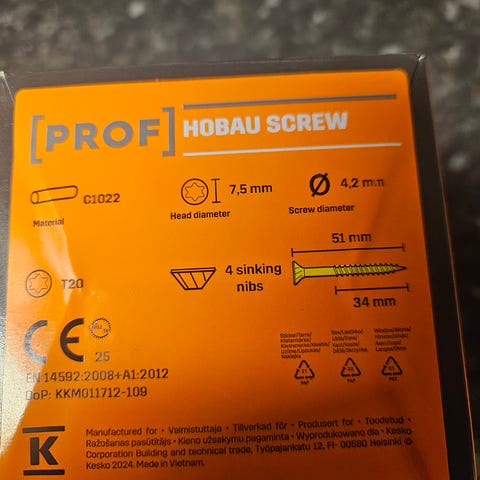 [PROF] HOBAU SCREW
C1022
Material
7,5 mm
Head diameter
Ø 4,2 mm
Screw diameter
T20
4 sinking
nibs
51 mm
34 mm
CE
25
EN 14592:2008+A1:2012
DoP: KKM011712-109
PAP
PAP
K
Manufactured for • Valmistuttaja • Tillverkad för • Produsert for • Toodetud •
Ražošanas pasūtītājs • Kieno užsakymu pagaminta • Wyprodukowano dla • Kesko
Corporation Building and technical trade, Työpajankatu 12, FI- 00580 Helsinki ©
Kesko 2024. Made in Vietnam.